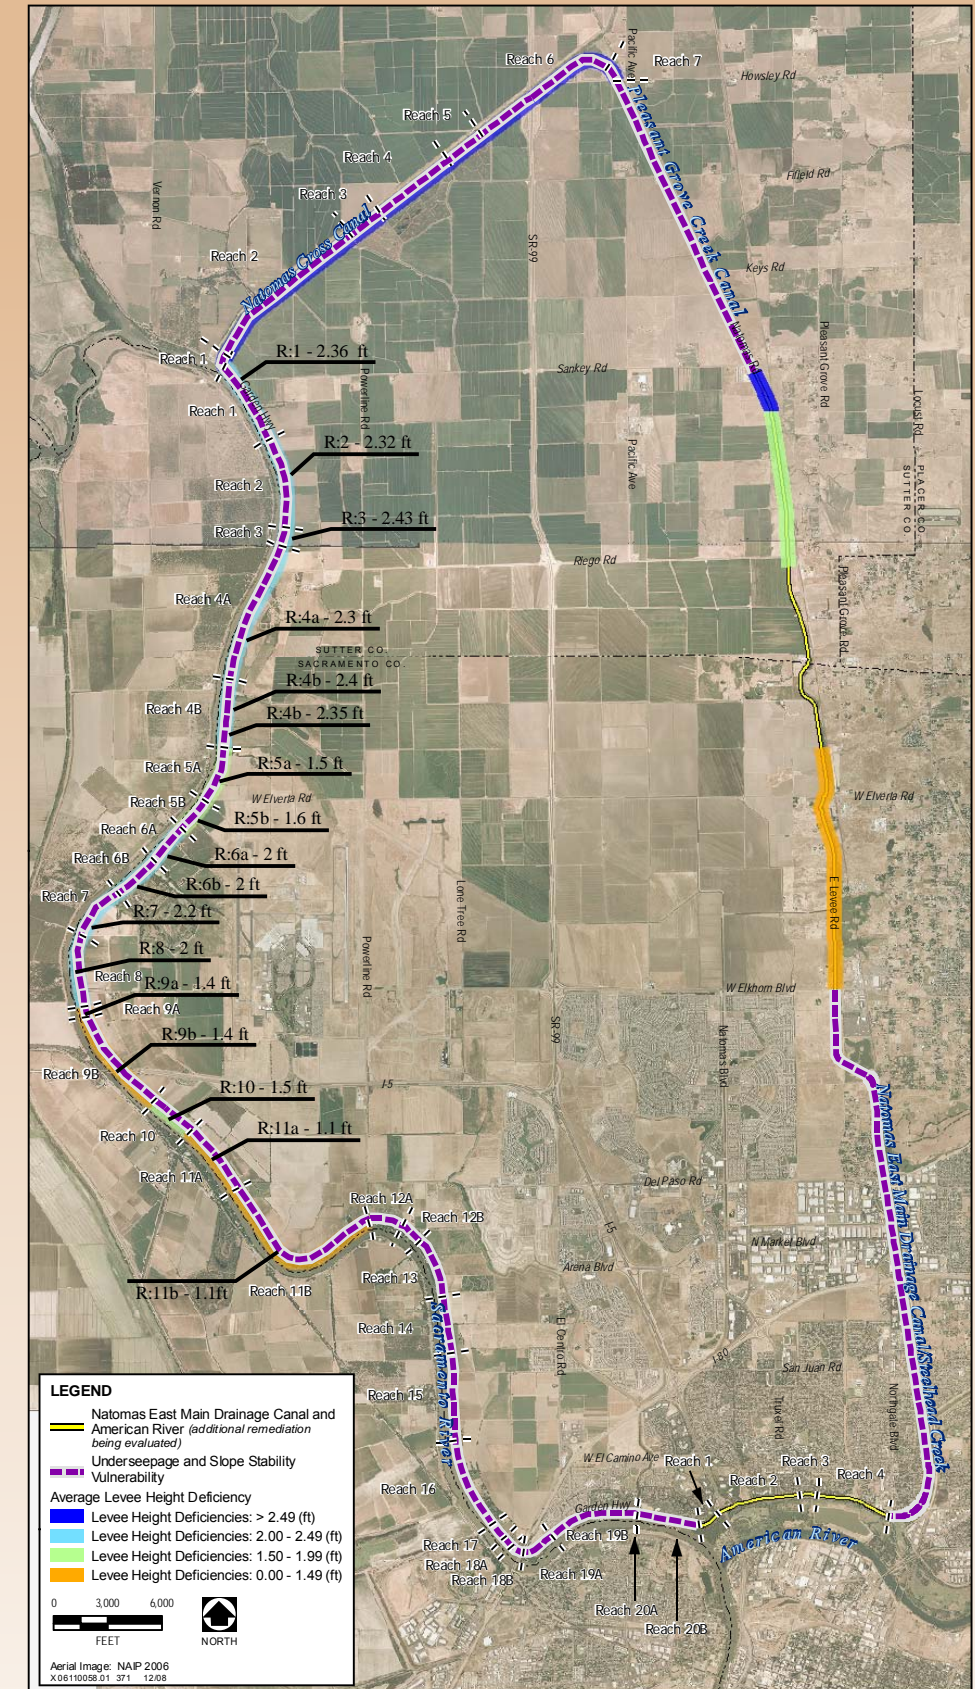 Reach 6
Pacific Ave
Reach 7
Howsley Rd
Reach 5
Pleasant Grove Creek Canal
Reach 4
Fifield Rd
Vernon Rd
Reach 3
Natomas Cross Canal
SR-99
Reach 2
Keys Rd
Natomas Rd
Pleasant Grove Rd
Reach 1
R:1 - 2.36 ft
Sankey Rd
Powerline Rd
Garden Hwy
Locust Rd
Reach 1
R:2 - 2.32 ft
Pacific Ave
PLACER CO.
SUTTER CO.
Reach 2
R:3 - 2.43 ft
Reach 3
Riego Rd
Pleasant Grove Rd
Reach 4A
R:4a - 2.3 ft
SUTTER CO.
SACRAMENTO CO.
R:4b - 2.4 ft
Reach 4B
R:4b - 2.35 ft
Reach 5A
R:5a - 1.5 ft
Reach 5B
W Elverta Rd
W Elverta Rd
R:5b - 1.6 ft
Reach 6A
R:6a - 2 ft
Reach 6B
R:6b - 2 ft
Reach 7
R:7 - 2.2 ft
Lone Tree Rd
E Levee Rd
R:8 - 2 ft
Powerline Rd
Reach 8
R:9a - 1.4 ft
W Elkhorn Blvd
Reach 9A
R:9b - 1.4 ft
SR-99
Natomas Blvd
Reach 9B
I-5
R:10 - 1.5 ft
R:11a - 1.1 ft
Reach 10
Natomas East Main Drainage Canal/Steelhead Creek
Reach 11A
Del Paso Rd
Reach 12A
Reach 12B
I-5
N Market Blvd
Arena Blvd
Reach 13
R:11b - 1.1ft
Reach 11B
Sacramento River
Reach 14
El Centro Rd
I-80
San Juan Rd
Reach 15
Truxel Rd
Northgate Blvd
W El Camino Ave
Reach 1
Reach 3
Reach 2
Reach 4
Reach 16
Garden Hwy
American River
Reach 17
Reach 19B
Reach 18A
Reach 18B
Reach 19A
Reach 20A
Reach 20B
LEGEND
Natomas East Main Drainage Canal and
American River (additional remediation
being evaluated)
Underseepage and Slope Stability
Vulnerability
Average Levee Height Deficiency
Levee Height Deficiencies: > 2.49 (ft)
Levee Height Deficiencies: 2.00 - 2.49 (ft)
Levee Height Deficiencies: 1.50 - 1.99 (ft)
Levee Height Deficiencies: 0.00 - 1.49 (ft)
0 3,000 6,000
FEET
NORTH
Aerial Image: NAIP 2006
X 06110058.01 371 12/08